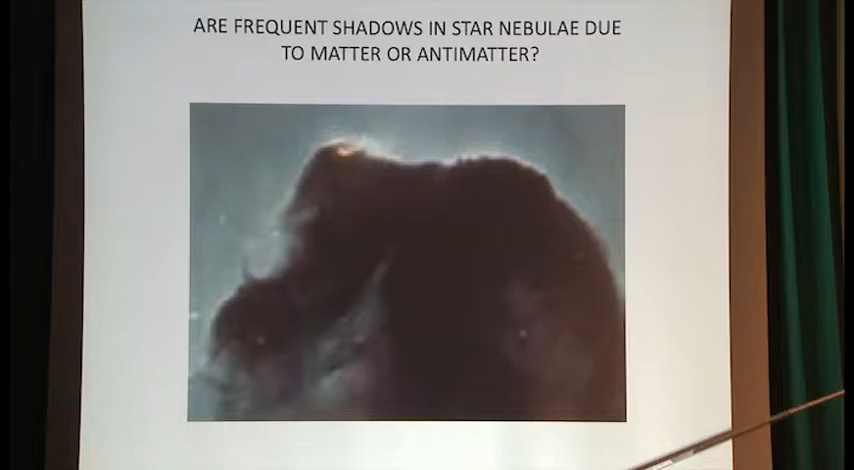 ARE FREQUENT SHADOWS IN STAR NEBULAE DUE
TO MATTER OR ANTIMATTER?